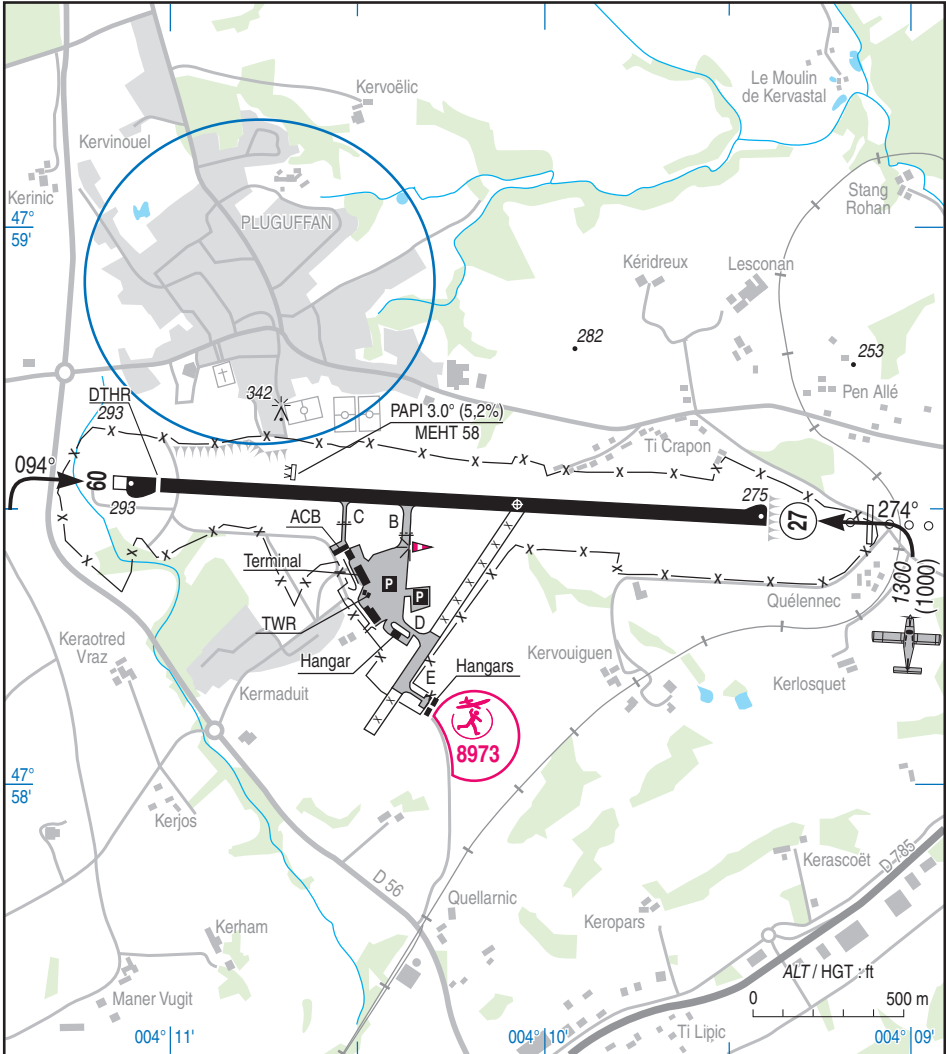 Kervoëlic
Le Moulin
de Kervastal
Kervinouel
Kerinic
Stang
Rohan
47°
59'
PLUGUFFAN
Kéridreux
Lesconan
282
253
DTHR
293
342
PAPI 3.0° (5,2%)
MEHT 58
Pen Allé
Ti Crapon
094°
09
293
275
27
274°
ACB
C
B
Terminal
P
P
1300
(1000)
Quélennec
TWR
D
Keraotred
Vraz
Hangar
E
Hangars
Kervouiguen
Kerlosquet
Kermaduit
8973
47°
58'
Kerjos
D 56
Kerascoët
D 785
Quellarnic
Keropars
Kerham
ALT / HGT : ft
Maner Vugit
0
500 m
Ti Lipic
004° 11'
004° 10'
004° 09'